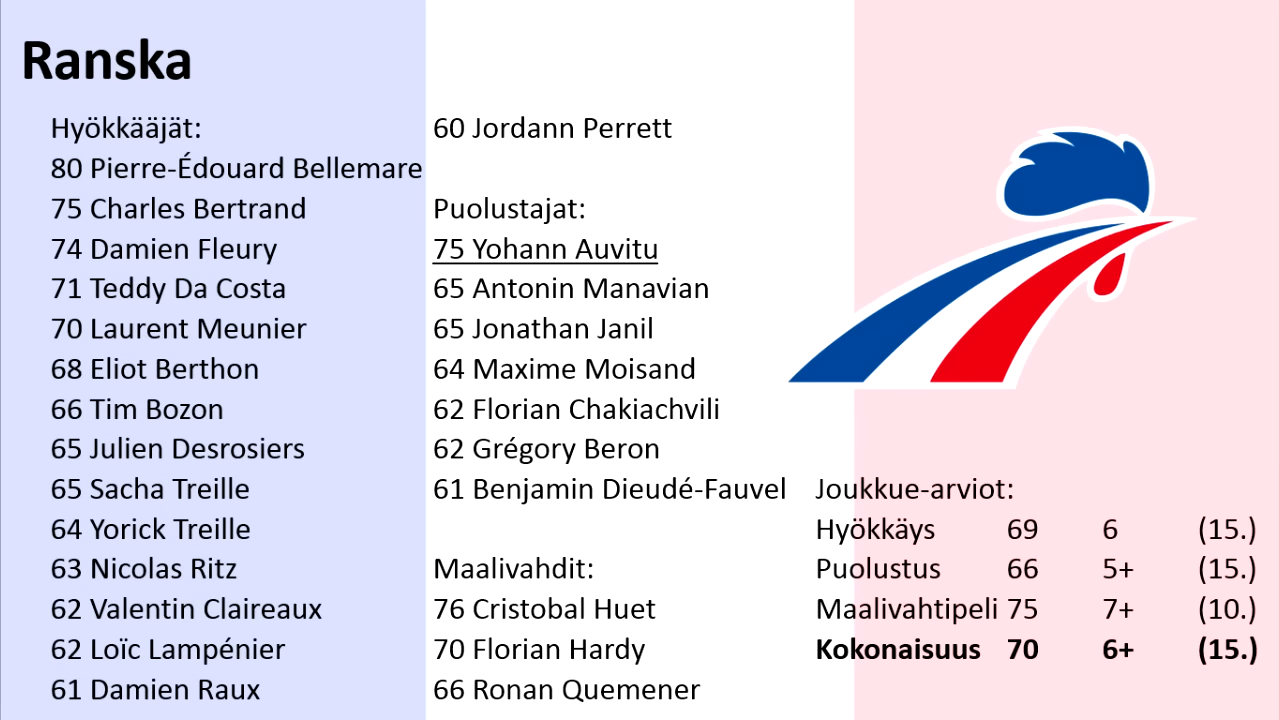 Ranska
Hyökkääjät:
80 Pierre-Édouard Bellemare
75 Charles Bertrand
74 Damien Fleury
71 Teddy Da Costa
70 Laurent Meunier
68 Eliot Berthon
66 Tim Bozon
65 Julien Desrosiers
65 Sacha Treille
64 Yorick Treille
63 Nicolas Ritz
62 Valentin Claireaux
62 Loïc Lampénier
61 Damien Raux
60 Jordann Perrett
Puolustajat:
75 Yohann Auvitu
65 Antonin Manavian
65 Jonathan Janil
64 Maxime Moisand
62 Florian Chakiachvili
62 Grégory Beron
61 Benjamin Dieudé-Fauvel
Maalivahdit:
76 Cristobal Huet
70 Florian Hardy
66 Ronan Quemener
Joukkue-arviot:
Hyökkäys 69 6 (15.)
Puolustus 66 5+ (15.)
Maalivahtipeli 75 7+ (10.)
Kokonaisuus 70 6+ (15.)